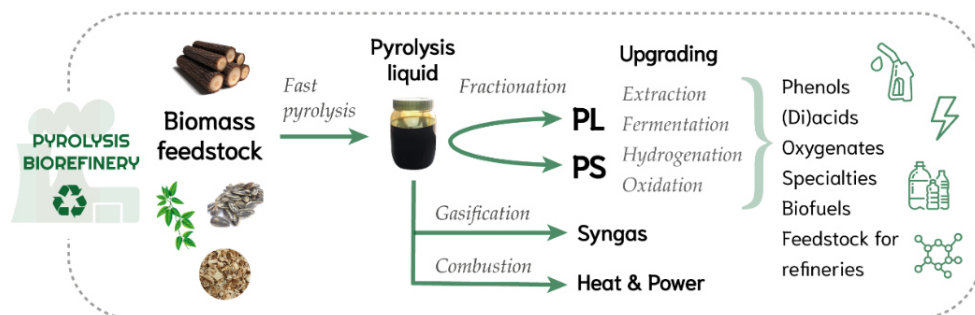 PYROLYSIS
BIOREFINERY
Biomass
feedstock
Fast
pyrolysis
Pyrolysis
liquid
Fractionation
PL
PS
Upgrading
Extraction
Fermentation
Hydrogenation
Oxidation
Gasification
Syngas
Combustion
Heat & Power
Phenols
(Di)acids
Oxygenates
Specialties
Biofuels
Feedstock for
refineries